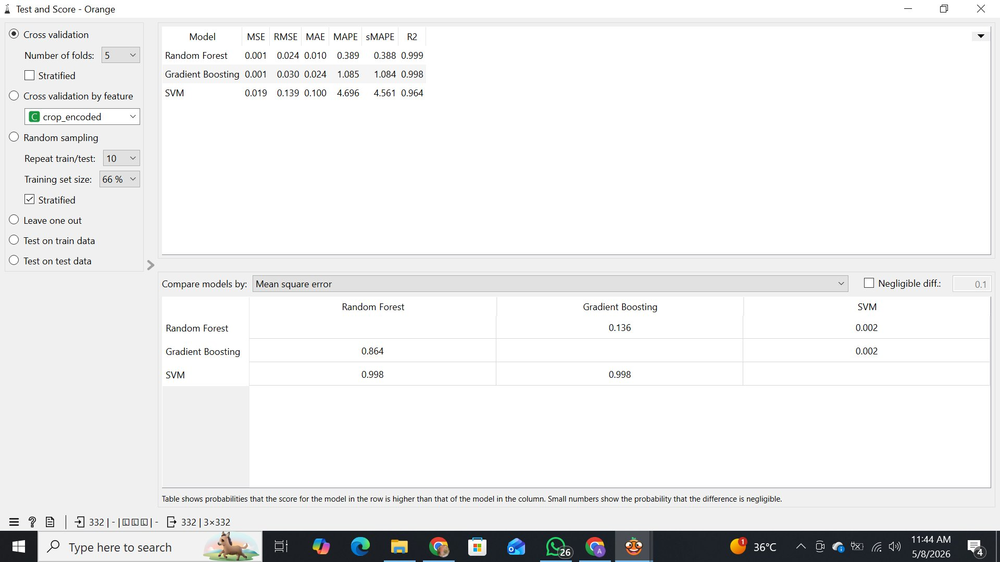 Test and Score - Orange
Cross validation
Number of folds: 5
Stratified
Cross validation by feature
C crop_encoded
Random sampling
Repeat train/test: 10
Training set size: 66 %
Stratified
Leave one out
Test on train data
Test on test data
Model MSE RMSE MAE MAPE sMAPE R2
Random Forest 0.001 0.024 0.010 0.389 0.388 0.999
Gradient Boosting 0.001 0.030 0.024 1.085 1.084 0.998
SVM 0.019 0.139 0.100 4.696 4.561 0.964
Compare models by: Mean square error Negligible diff.: 0.1
Random Forest Gradient Boosting SVM
Random Forest 0.136 0.002
Gradient Boosting 0.864 0.002
SVM 0.998 0.998
Table shows probabilities that the score for the model in the row is higher than that of the model in the column. Small numbers show the probability that the difference is negligible.
? 332 | - | | - 332 | 3×332
Type here to search
26
A
1
36°C
11:44 AM
5/8/2026
4